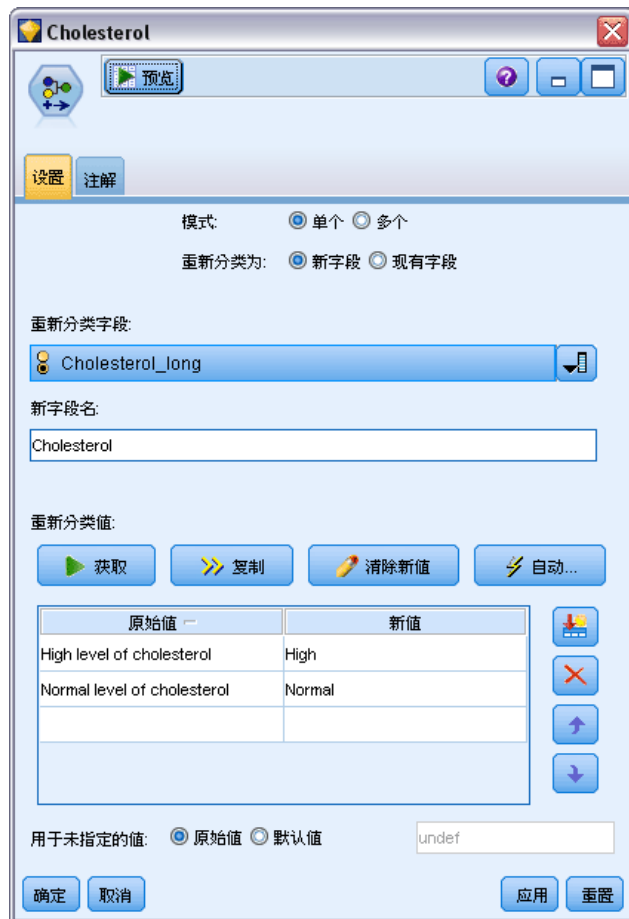 Cholesterol
预览
设置 注解
模式: 单个 多个
重新分类为: 新字段 现有字段
重新分类字段:
Cholesterol_long
新字段名:
Cholesterol
重新分类值:
获取 复制 清除新值 自动...
原始值 新值
High level of cholesterol High
Normal level of cholesterol Normal
用于未指定的值: 原始值 默认值 undef
确定 取消 应用 重置